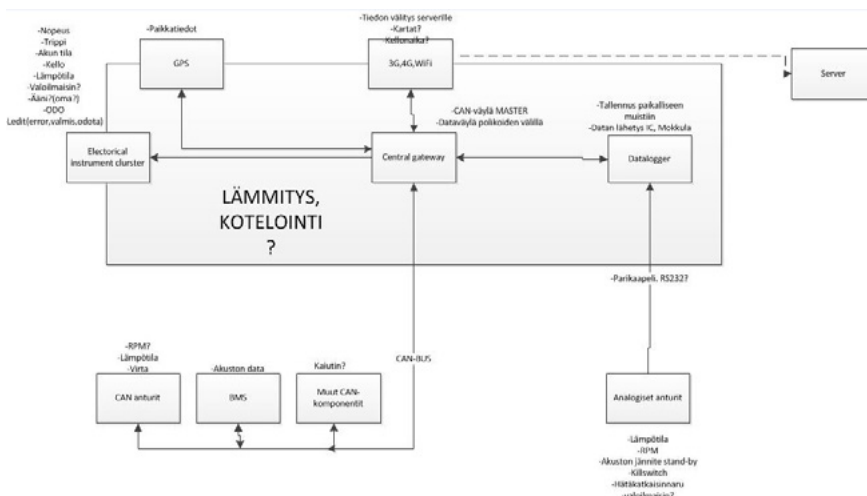 -Nopeus
-Trippi
-Akun tila
-Kello
-Lämpötila
-Valoilmaisin?
-Ääni?(oma?)
-ODO
Ledit(error,valmis,odota)
-Paikkatiedot
GPS
-Tiedon välitys serverille
-Kartat?
-Kellonaika?
3G,4G,WiFi
Server
-CAN-väylä MASTER
-Dataväylä polikoiden välillä
-Tallennus paikalliseen
muistiin
-Datan lähetys IC, Mokkula
Electorical
instrument clurster
Central gateway
Datalogger
LÄMMITYS,
KOTELOINTI
?
-Parikaapeli. RS232?
CAN-BUS
-RPM?
-Lämpötila
-Virta
CAN anturit
-Akuston data
BMS
Kaiutin?
Muut CAN-
komponentit
Analogiset anturit
-Lämpötila
-RPM
-Akuston jännite stand-by
-Killswitch
-Hätäkatkaisinnaru
-valoilmaisin?